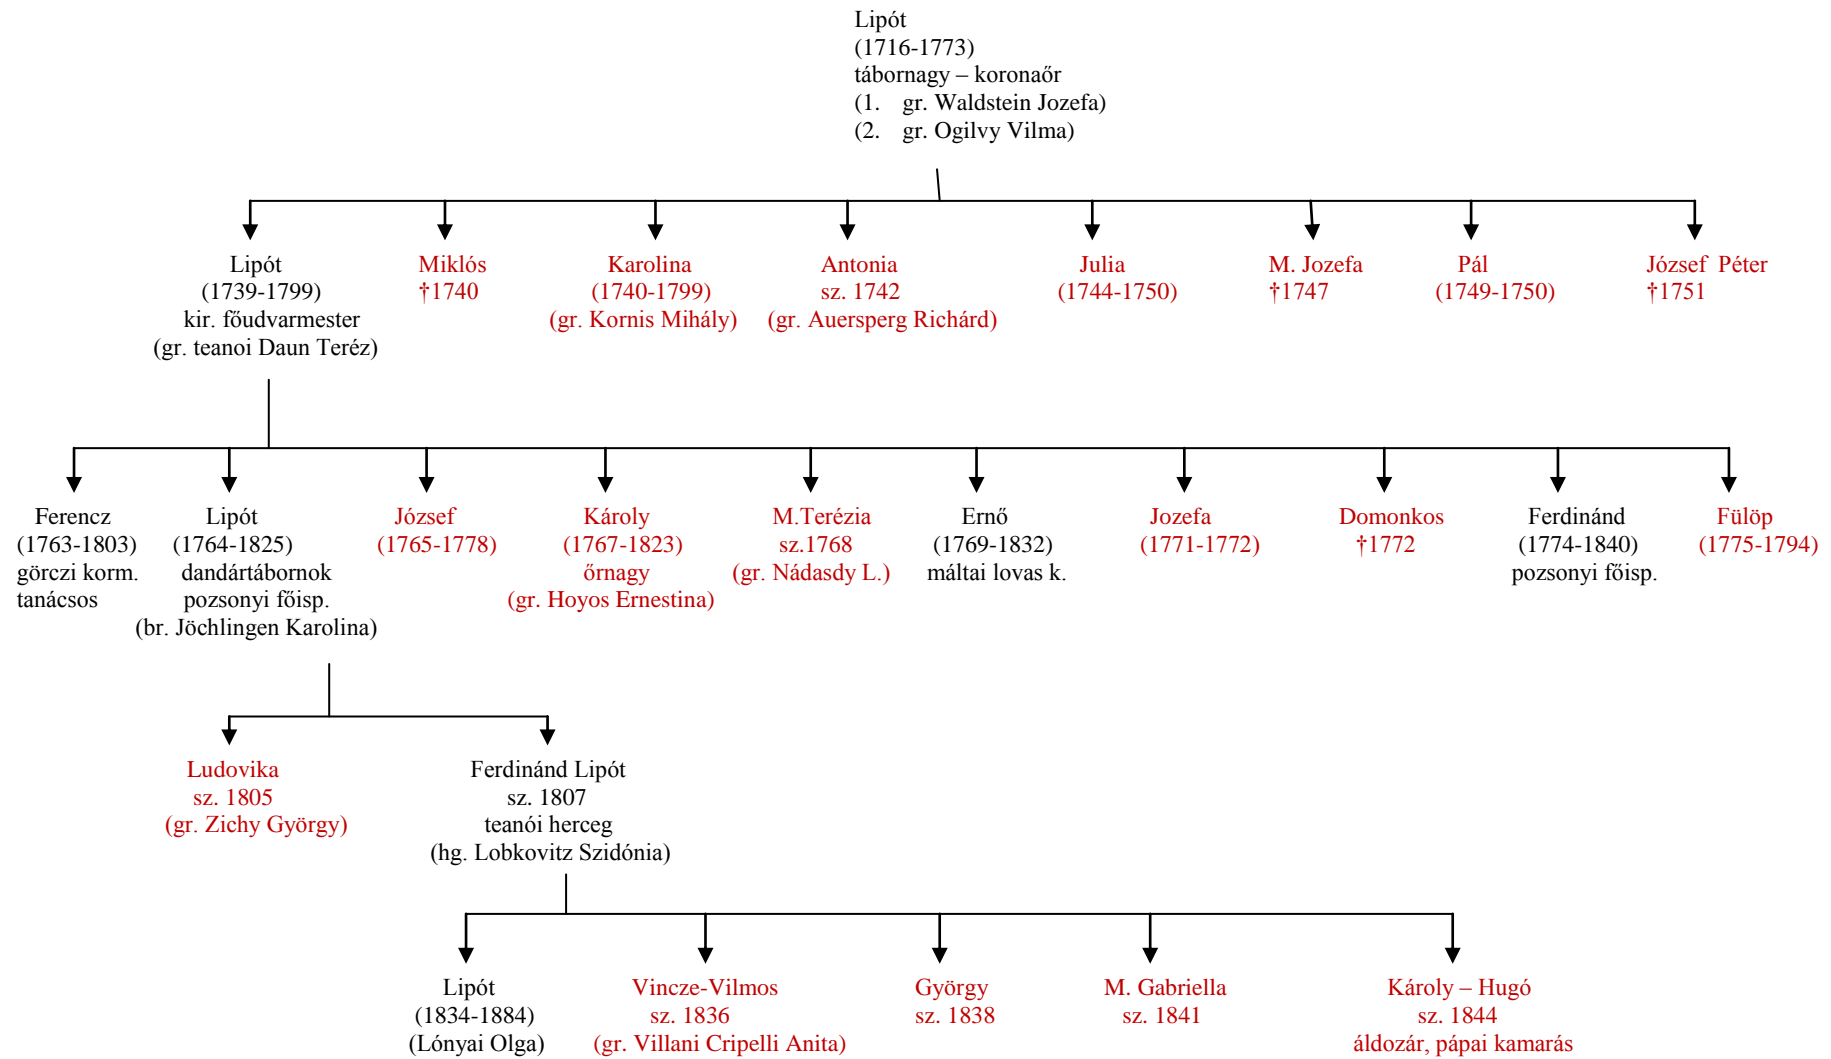 Lipót
(1716-1773)
tábornagy – koronaőr
(1. gr. Waldstein Jozefa)
(2. gr. Ogilvy Vilma)
Lipót
(1739-1799)
kir. főudvarmester
(gr. teanoi Daun Teréz)
Miklós
†1740
Karolina
(1740-1799)
(gr. Kornis Mihály)
Antonia
sz. 1742
(gr. Auersperg Richárd)
Julia
(1744-1750)
M. Jozefa
†1747
Pál
(1749-1750)
József Péter
†1751
Ferencz
(1763-1803)
görczi korm.
tanácsos
Lipót
(1764-1825)
dandártábornok
pozsonyi főisp.
(br. Jöchlingen Karolina)
József
(1765-1778)
Károly
(1767-1823)
őrnagy
(gr. Hoyos Ernestina)
M.Terézia
sz.1768
(gr. Nádasdy L.)
Ernő
(1769-1832)
máltai lovas k.
Jozefa
(1771-1772)
Domonkos
†1772
Ferdinánd
(1774-1840)
pozsonyi főisp.
Fülöp
(1775-1794)
Ludovika
sz. 1805
(gr. Zichy György)
Ferdinánd Lipót
sz. 1807
teanói herceg
(hg. Lobkovitz Szidónia)
Lipót
(1834-1884)
(Lónyai Olga)
Vincze-Vilmos
sz. 1836
(gr. Villani Cripelli Anita)
György
sz. 1838
M. Gabriella
sz. 1841
Károly – Hugó
sz. 1844
áldozár, pápai kamarás